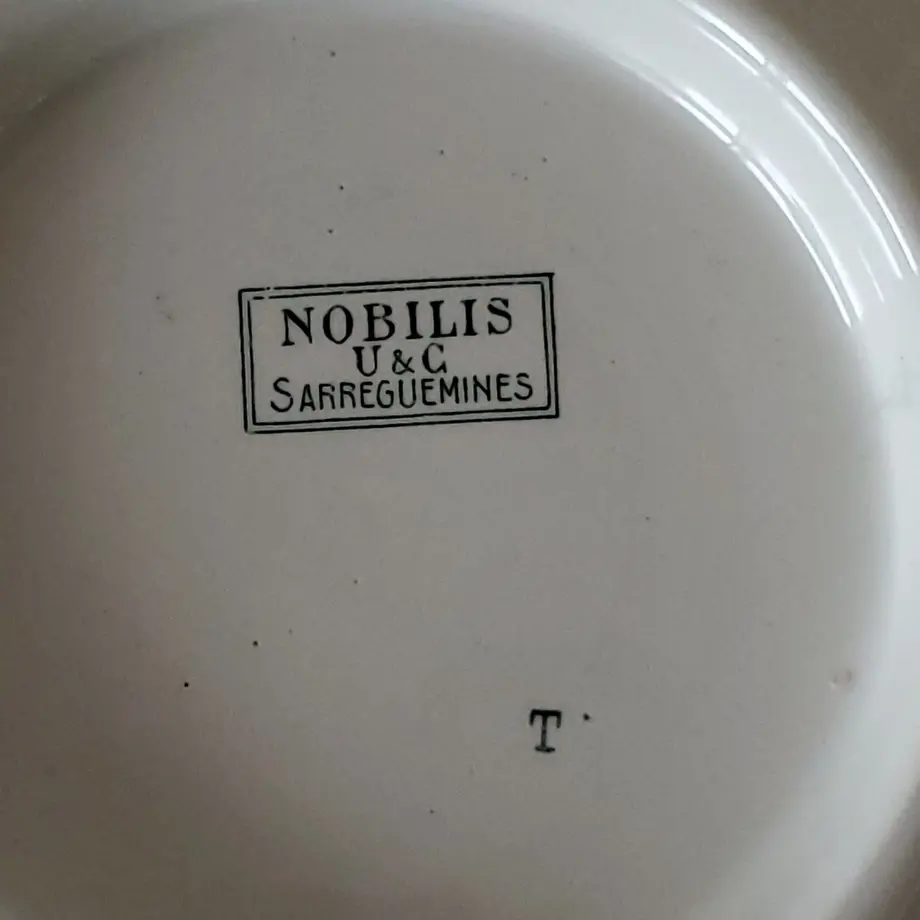 NOBILIS
U & C
SARREGUEMINES
T